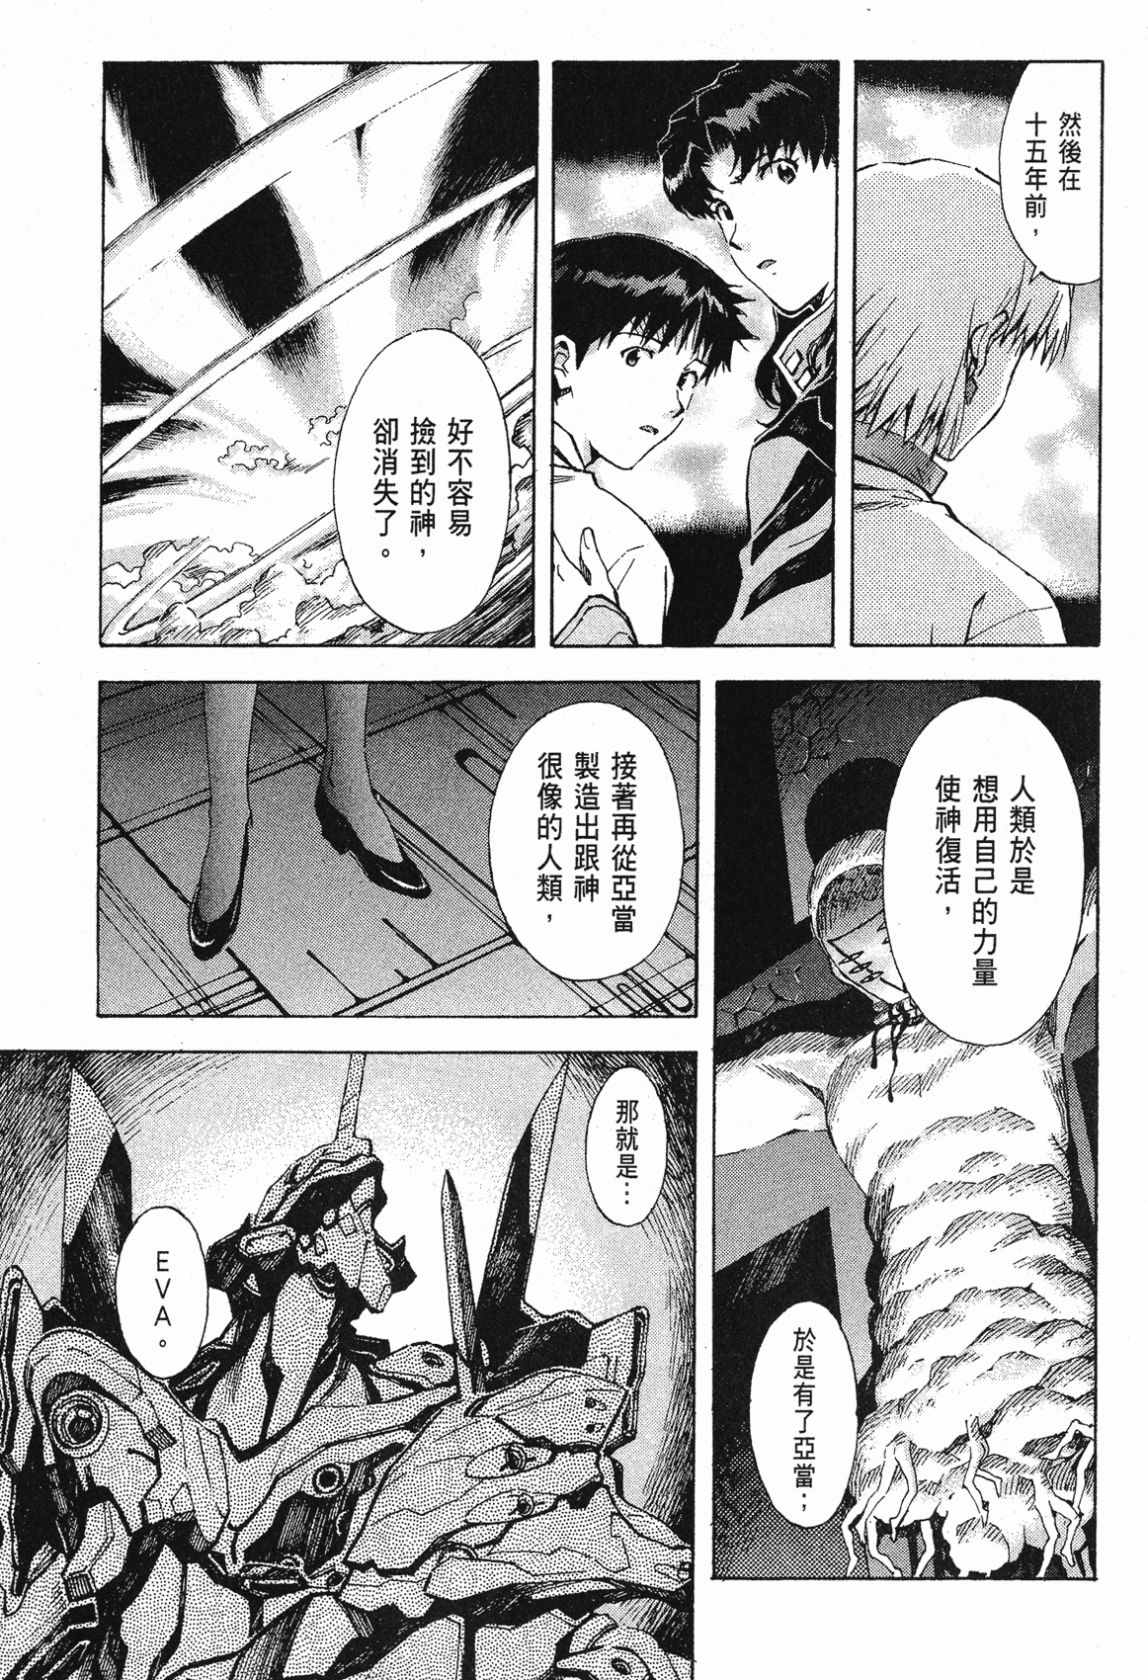 然後在
十五年前，
好不容易
撿到的神，
卻消失了。
人類於是
想用自己的力量
使神復活，
於是有了亞當；
接著再從亞當
製造出跟神
很像的人類，
那就是…
EVA。